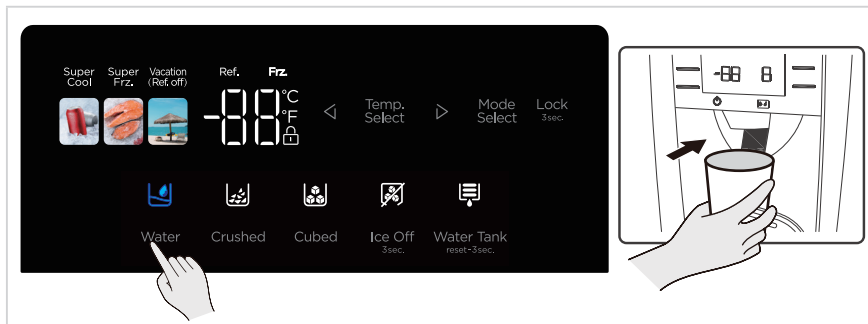 Super Cool
Super Frz.
Vacation (Ref. off)
Ref.
Frz.
-88
°C
°F
Temp. Select
Mode Select
Lock
3sec.
-88 8
Water
Crushed
Cubed
Ice Off
3sec.
Water Tank
reset-3sec.